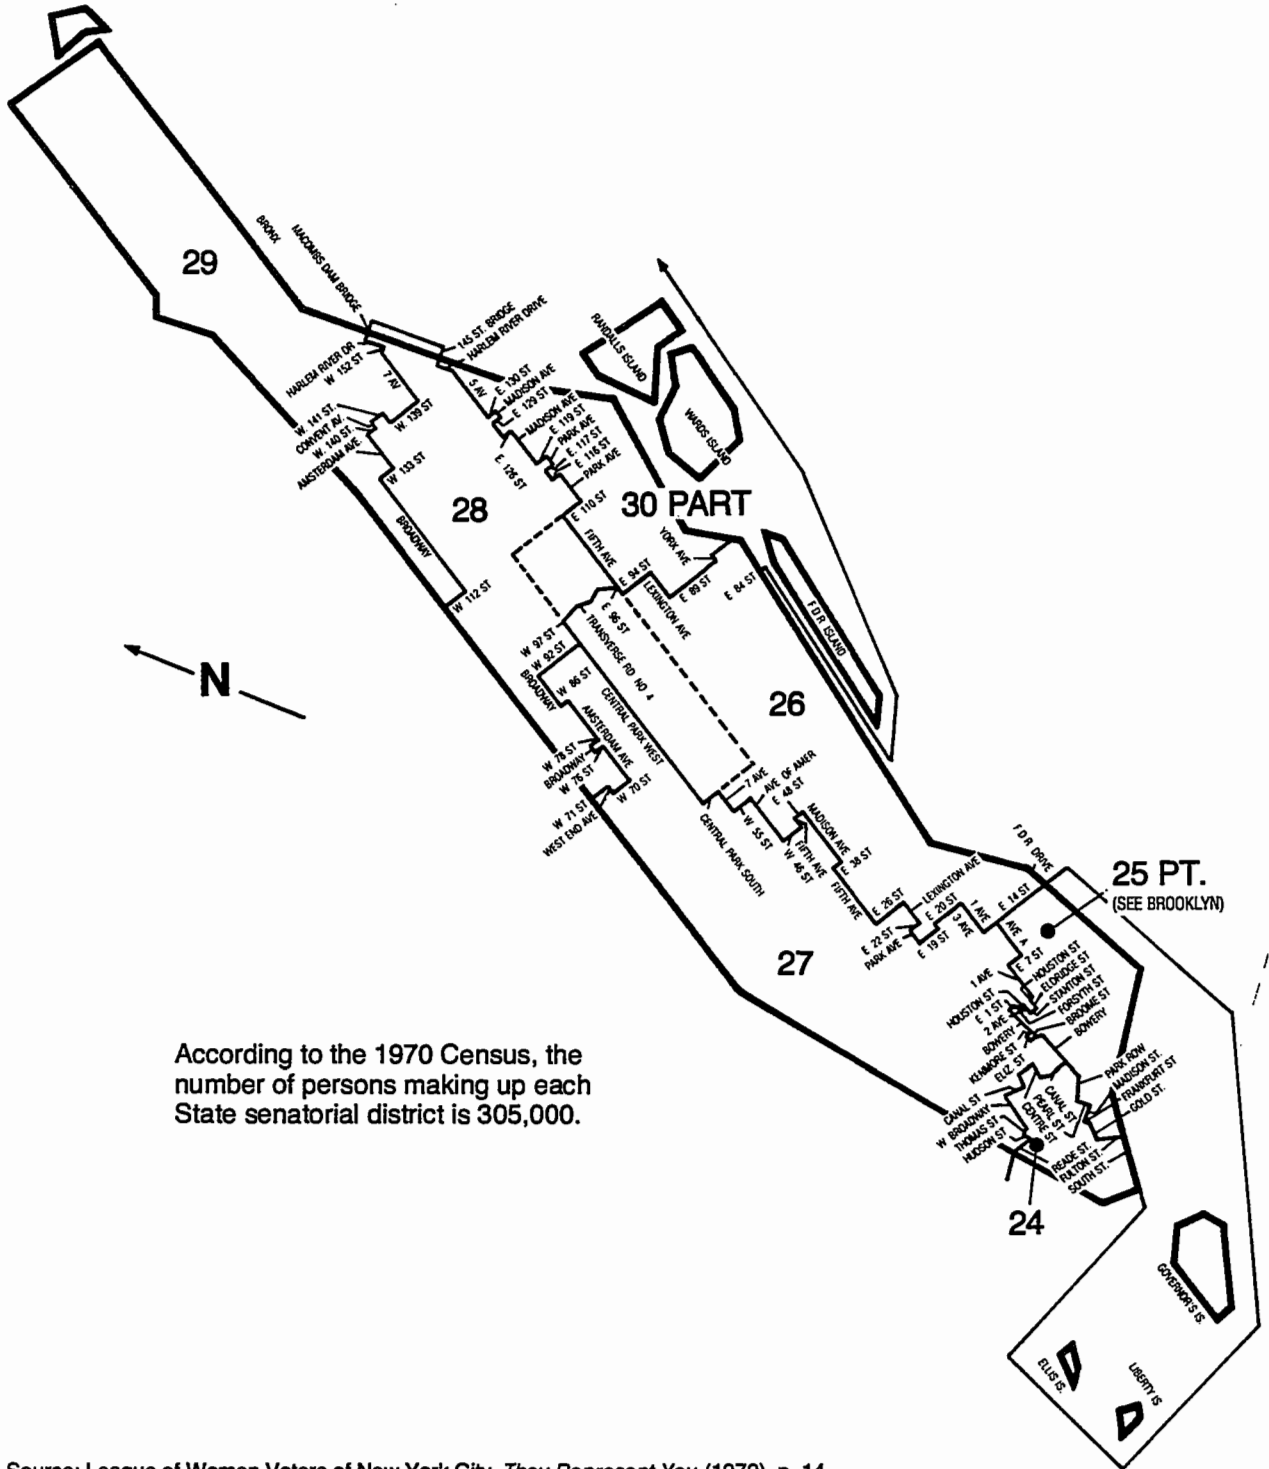 29
BRONX
MACOMBS DAM BRIDGE
HARLEM RIVER DR
W 152 ST
7 AV
145 ST. BRIDGE
HARLEM RIVER DRIVE
5 AV
E 130 ST
MADISON AVE
E 129 ST
MADISON AVE
E 119 ST
PARK AVE
E. 117 ST
E 116 ST
PARK AVE
E 126 ST
RANDALLS ISLAND
WARDS ISLAND
W. 141 ST.
CONVENT AV.
W. 140 ST.
AMSTERDAM AVE.
W. 139 ST
W 133 ST
28
BROADWAY
W 112 ST
E 110 ST
30 PART
FIFTH AVE
YORK AVE
E 94 ST
LEXINGTON AVE
E 89 ST
E 84 ST
F D R ISLAND
E 96 ST
TRANSVERSE RD NO 4
W 97 ST
W 92 ST
BROADWAY
W 86 ST
CENTRAL PARK WEST
N
26
AMSTERDAM AVE
W 78 ST
BROADWAY
W 75 ST
W 70 ST
W 71 ST
WEST END AVE
7 AVE
AVE OF AMER
E 48 ST
MADISON AVE
CENTRAL PARK SOUTH
W 55 ST
W 46 ST
FIFTH AVE
E 38 ST
FIFTH AVE
E 26 ST
LEXINGTON AVE
E 22 ST
PARK AVE
E 20 ST
E 19 ST
3 AVE
1 AVE
E 14 ST
F D R DRIVE
25 PT.
(SEE BROOKLYN)
27
AVE A
E 7 ST
1 AVE
HOUSTON ST
ELDRIDGE ST
STANTON ST
FORSYTH ST
BROOME ST
BOWERY
HOUSTON ST
E 1 ST
2 AVE
BOWERY
KENMORE ST
ELIZ. ST
PARK ROW
MADISON ST.
FRANKFURT ST
GOLD ST.
CANAL ST
W BROADWAY
THOMAS ST
HUDSON ST
CANAL ST.
PEARL ST
CENTRE ST
READE ST.
FULTON ST.
SOUTH ST.
24
According to the 1970 Census, the
number of persons making up each
State senatorial district is 305,000.
GOVERNOR'S IS.
ELLIS IS.
LIBERTY IS